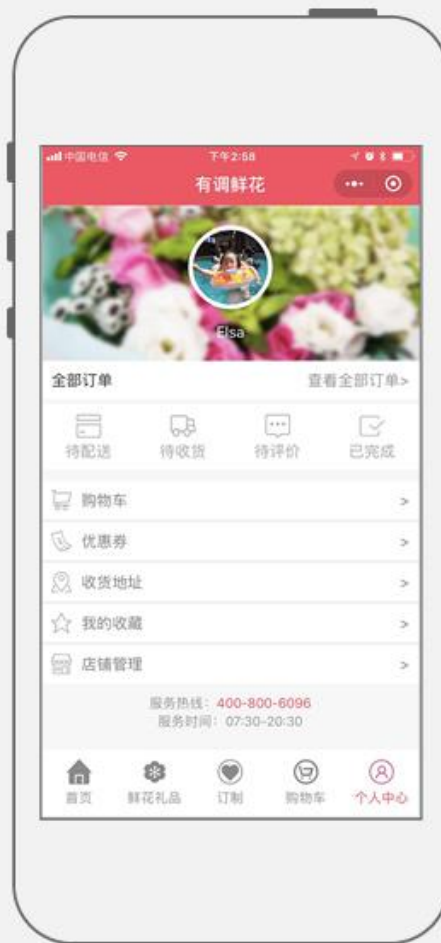 中国电信 下午2:58
有调鲜花
Elsa
全部订单 查看全部订单>
待配送 待收货 待评价 已完成
购物车 >
优惠券 >
收货地址 >
我的收藏 >
店铺管理 >
服务热线：400-800-6096
服务时间：07:30-20:30
首页 鲜花礼品 订制 购物车 个人中心